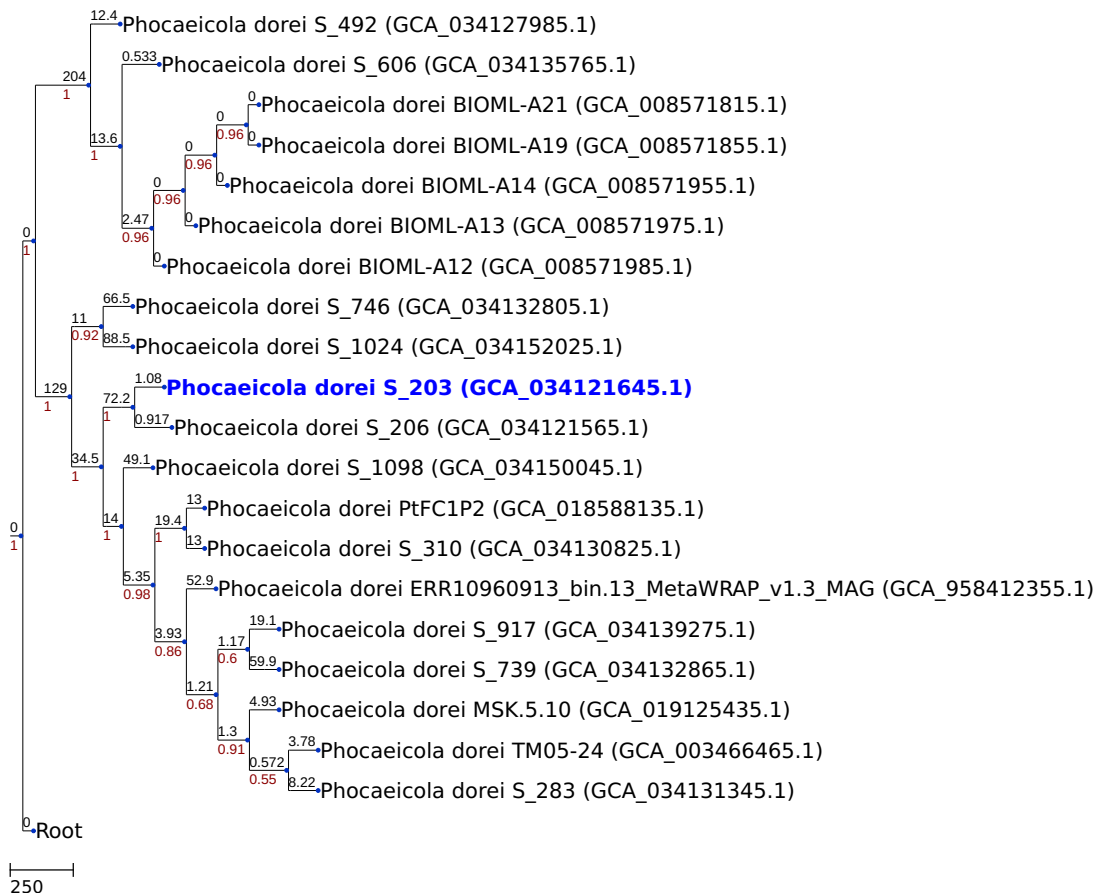 12.4 Phocaeicola dorei S_492 (GCA_034127985.1)
0.533 Phocaeicola dorei S_606 (GCA_034135765.1)
204
1
0 Phocaeicola dorei BIOML-A21 (GCA_008571815.1)
0
0.96
0 Phocaeicola dorei BIOML-A19 (GCA_008571855.1)
13.6
1
0
0.96
0 Phocaeicola dorei BIOML-A14 (GCA_008571955.1)
0
0.96
0 Phocaeicola dorei BIOML-A13 (GCA_008571975.1)
2.47
0.96
0
1
0 Phocaeicola dorei BIOML-A12 (GCA_008571985.1)
66.5 Phocaeicola dorei S_746 (GCA_034132805.1)
11
0.92
88.5 Phocaeicola dorei S_1024 (GCA_034152025.1)
1.08 Phocaeicola dorei S_203 (GCA_034121645.1)
129
1
72.2
1
0.917 Phocaeicola dorei S_206 (GCA_034121565.1)
34.5
1
49.1 Phocaeicola dorei S_1098 (GCA_034150045.1)
13 Phocaeicola dorei PtFC1P2 (GCA_018588135.1)
14
1
19.4
1
0
1
13 Phocaeicola dorei S_310 (GCA_034130825.1)
5.35
0.98
52.9 Phocaeicola dorei ERR10960913_bin.13_MetaWRAP_v1.3_MAG (GCA_958412355.1)
19.1 Phocaeicola dorei S_917 (GCA_034139275.1)
3.93
0.86
1.17
0.6
59.9 Phocaeicola dorei S_739 (GCA_034132865.1)
1.21
0.68
4.93 Phocaeicola dorei MSK.5.10 (GCA_019125435.1)
1.3
0.91
3.78 Phocaeicola dorei TM05-24 (GCA_003466465.1)
0.572
0.55
8.22 Phocaeicola dorei S_283 (GCA_034131345.1)
0 Root
250